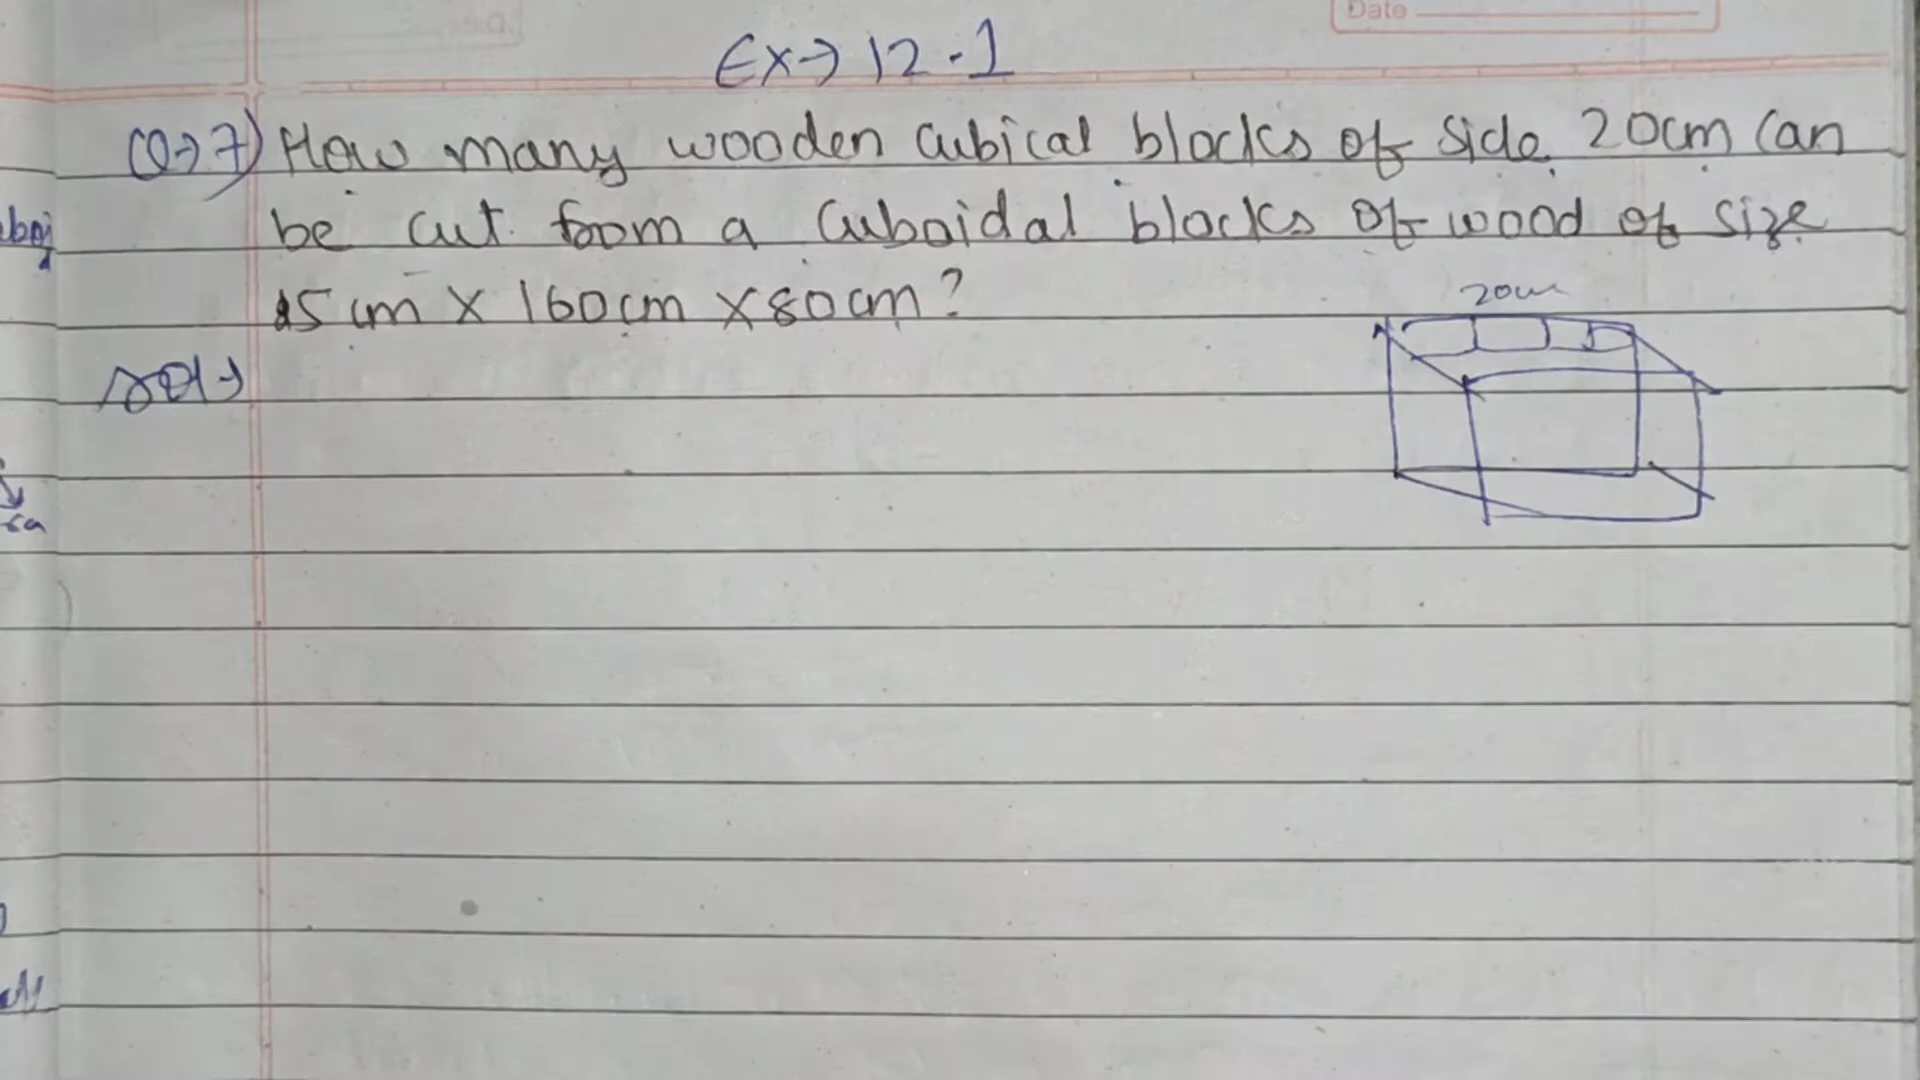 Date
Ex→ 12.1
Q→7) How many wooden cubical blocks of side 20cm can
be cut from a cuboidal blocks of wood of size
15cm X 160cm X 80cm?
20cm
Sol→